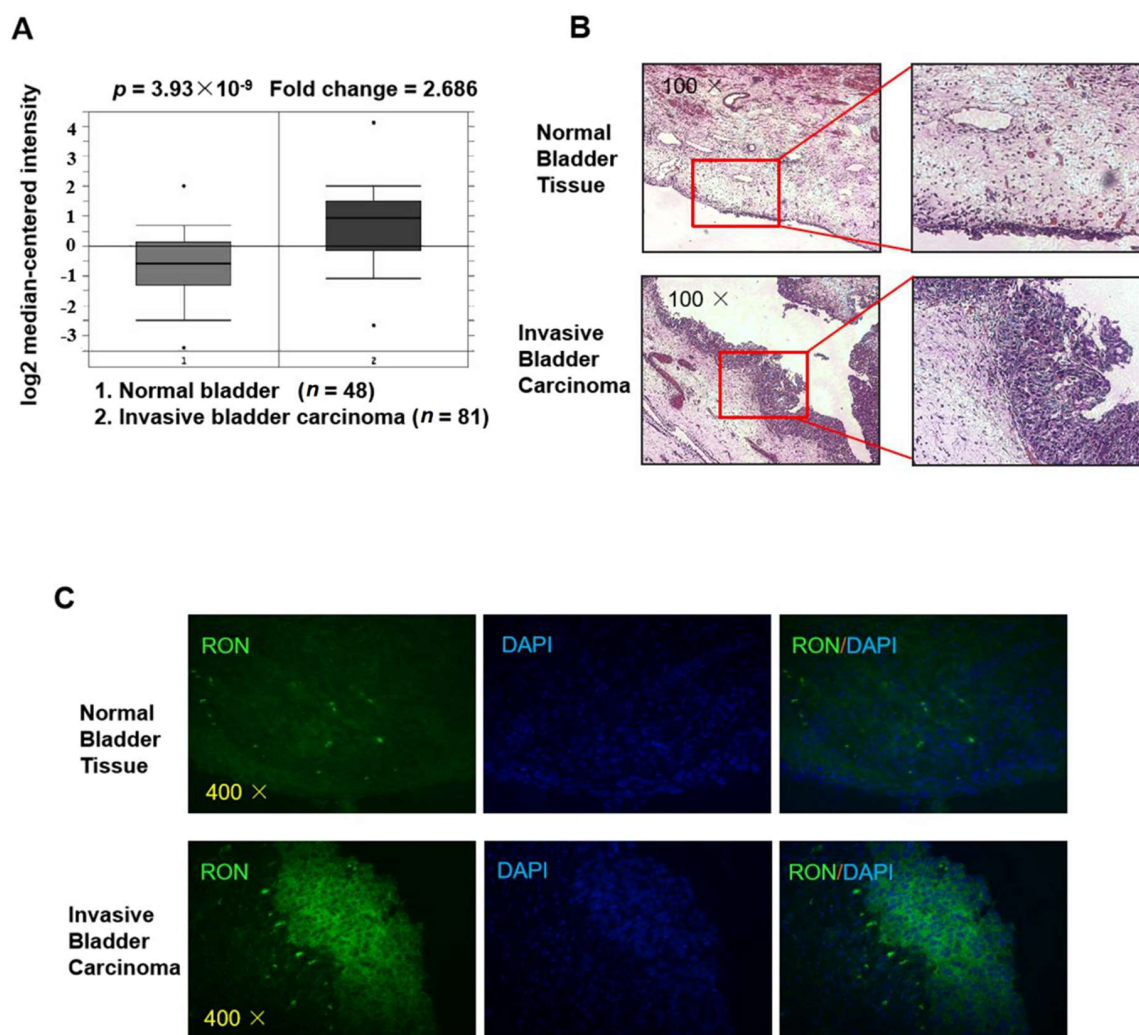 A
p = 3.93×10⁻⁹ Fold change = 2.686
log2 median-centered intensity
4
3
2
1
0
-1
-2
-3
1 2
1. Normal bladder (n = 48)
2. Invasive bladder carcinoma (n = 81)
B
Normal
Bladder
Tissue
100 ×
Invasive
Bladder
Carcinoma
100 ×
C
Normal
Bladder
Tissue
RON
400 ×
DAPI
RON/DAPI
Invasive
Bladder
Carcinoma
RON
400 ×
DAPI
RON/DAPI